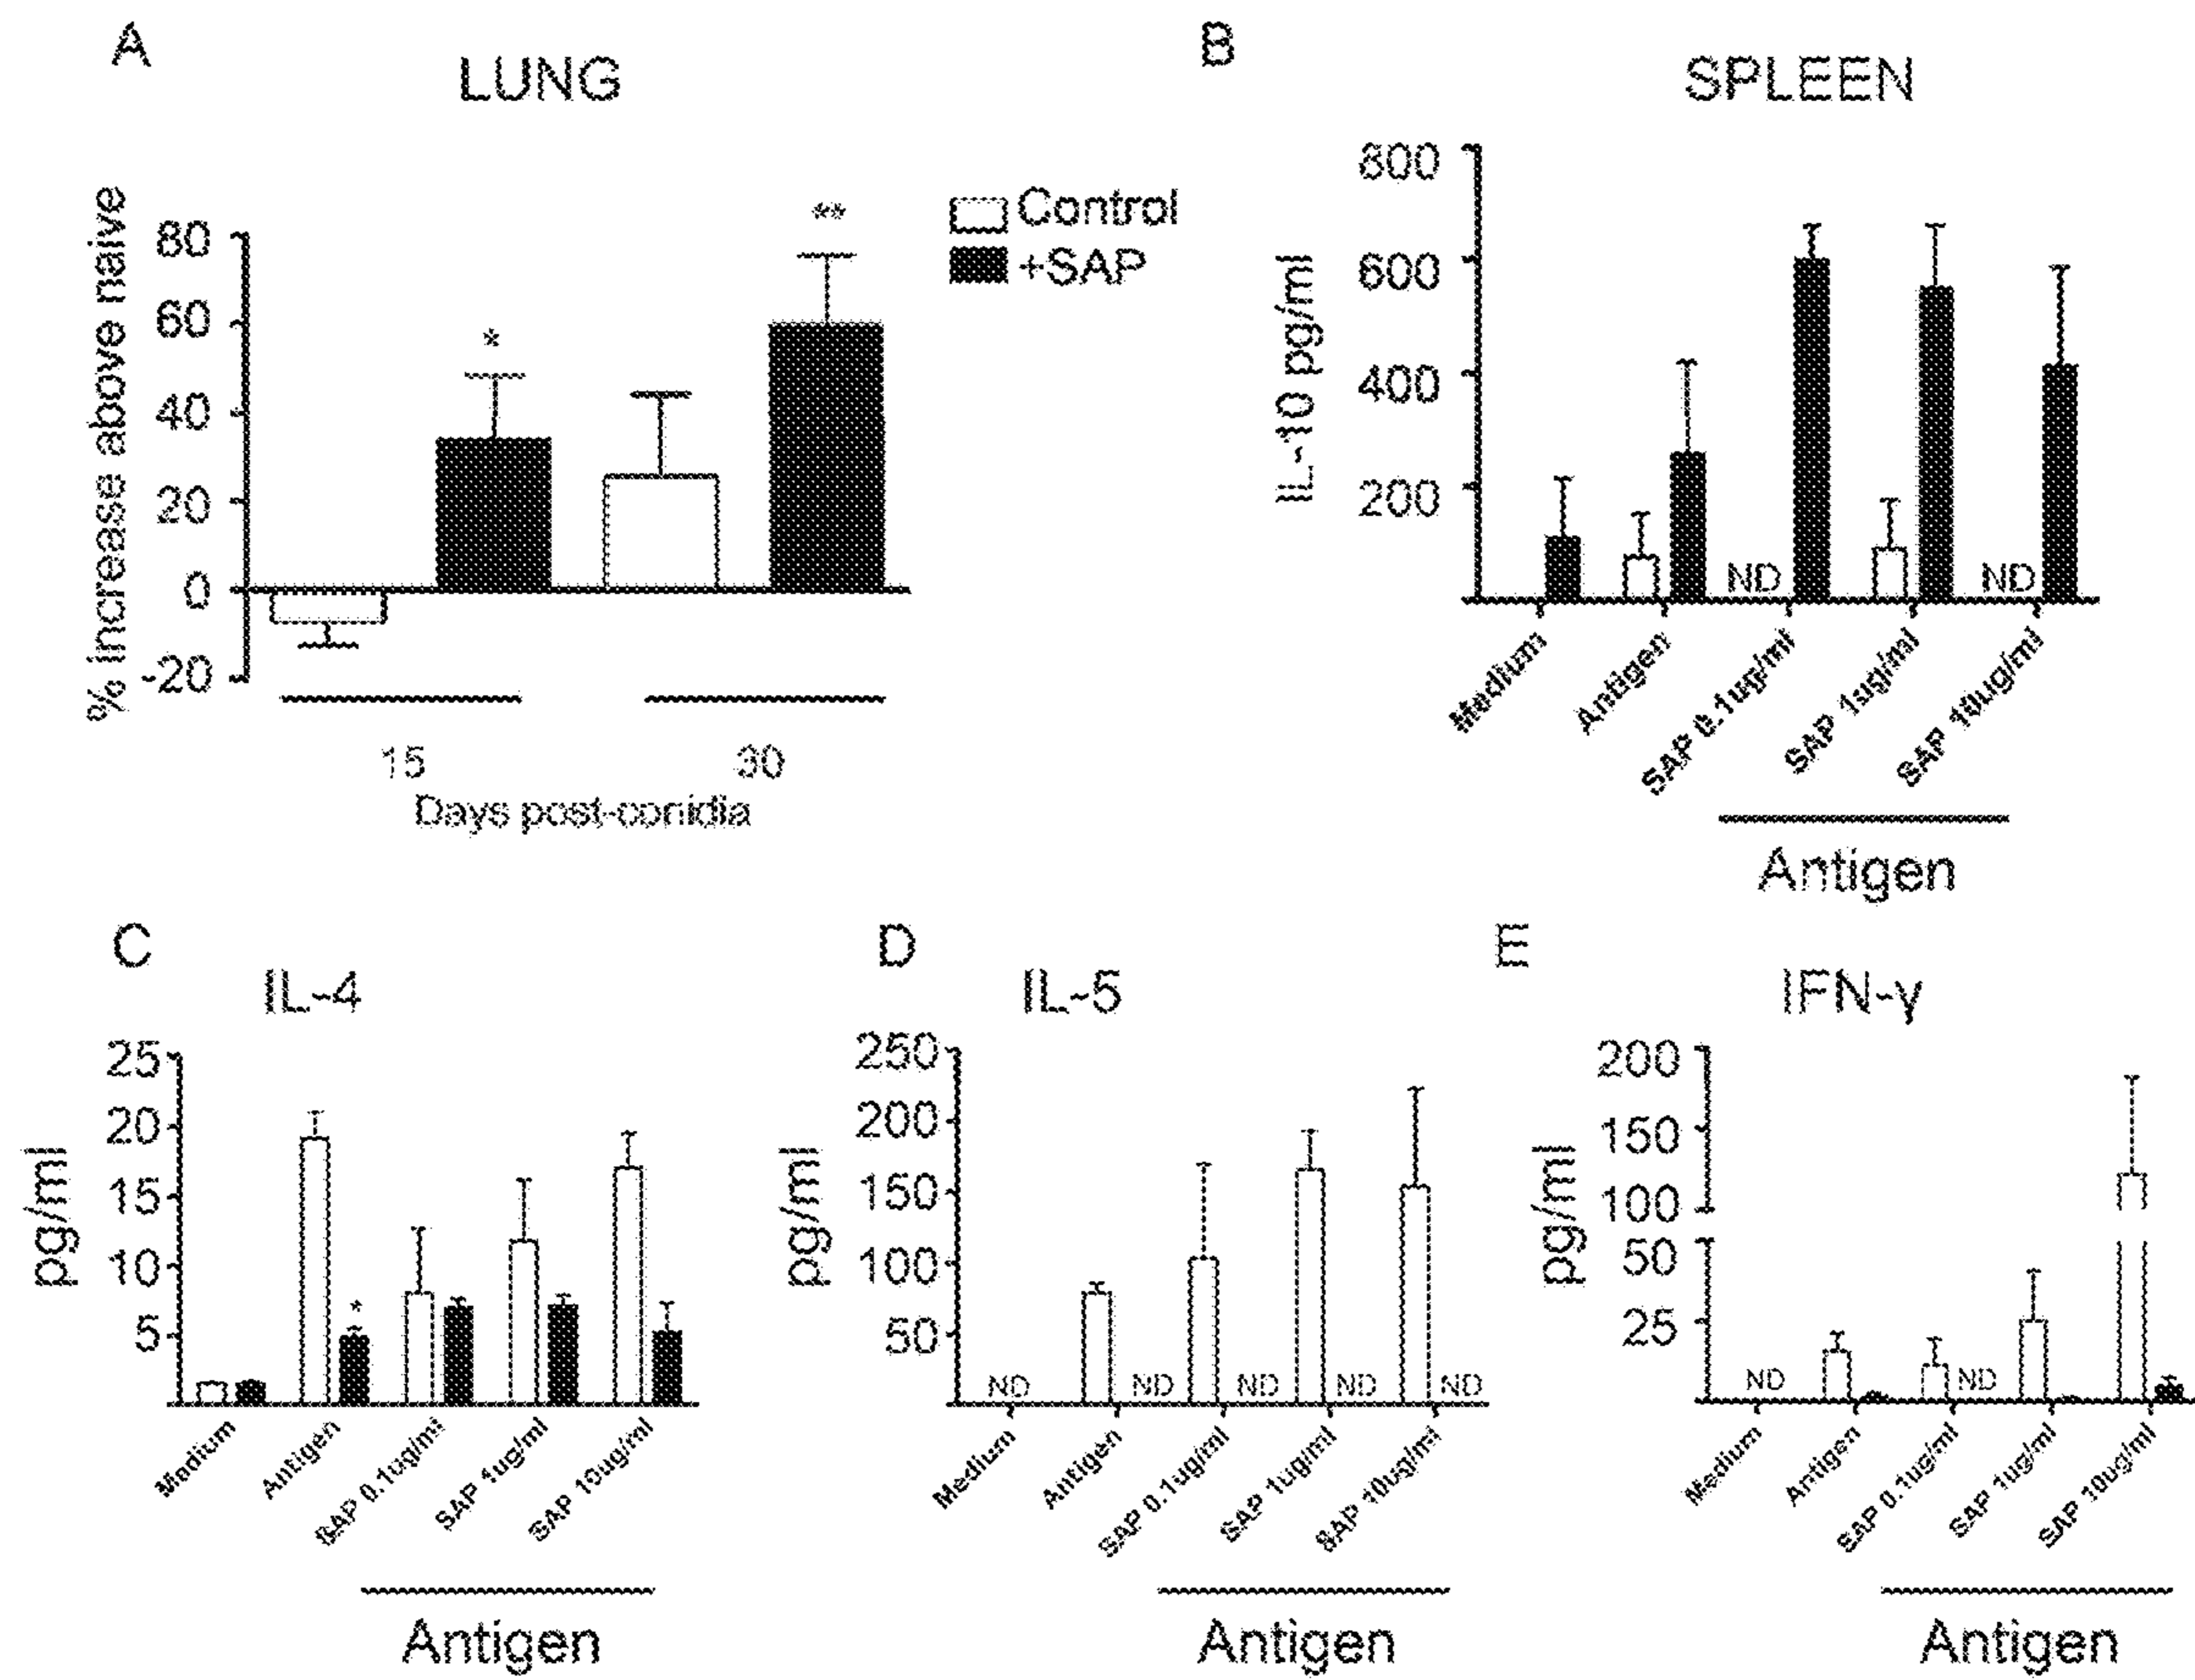 A
LUNG
% increase above naive
80
60
40
20
0
-20
*
**
15
30
Days post-conidia
Control
+SAP
B
SPLEEN
IL-10 pg/ml
800
600
400
200
ND
ND
Medium
Antigen
SAP 0.1ug/ml
SAP 1ug/ml
SAP 10ug/ml
Antigen
C
IL-4
pg/ml
25
20
15
10
5
*
Medium
Antigen
SAP 0.1ug/ml
SAP 1ug/ml
SAP 10ug/ml
Antigen
D
IL-5
pg/ml
250
200
150
100
50
ND
ND
ND
ND
ND
Medium
Antigen
SAP 0.1ug/ml
SAP 1ug/ml
SAP 10ug/ml
Antigen
E
IFN-γ
pg/ml
200
150
100
50
25
ND
ND
Medium
Antigen
SAP 0.1ug/ml
SAP 1ug/ml
SAP 10ug/ml
Antigen